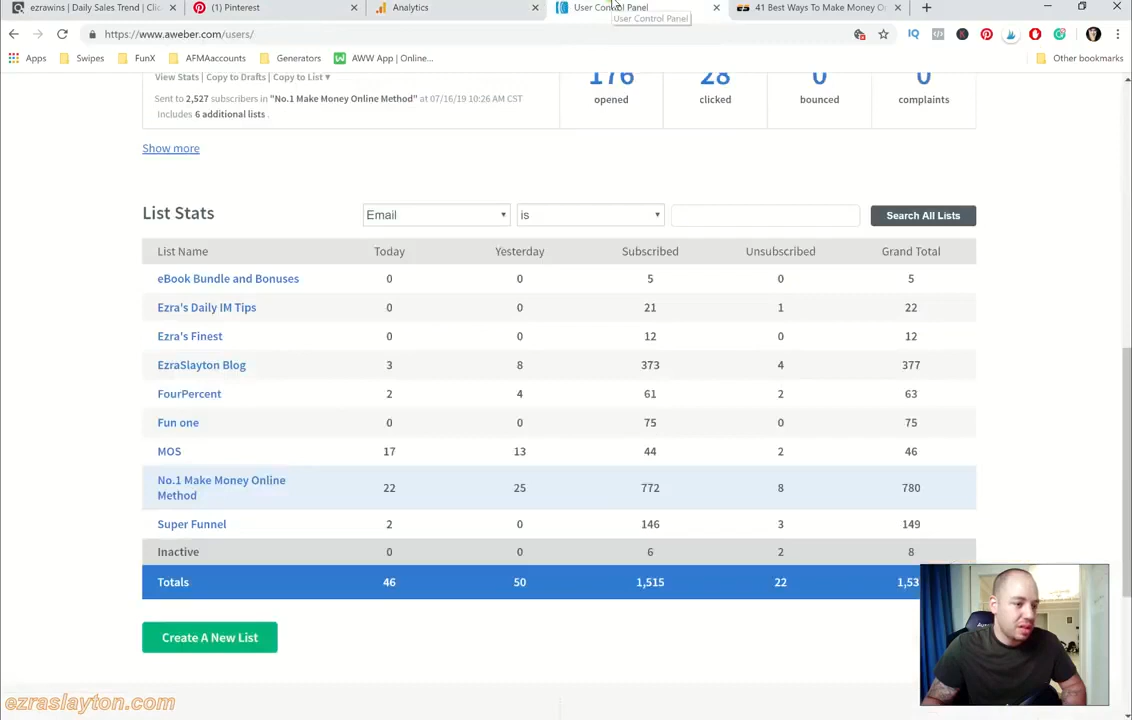 ezrawins | Daily Sales Trend | Clic
(1) Pinterest
Analytics
User Control Panel
41 Best Ways To Make Money O
User Control Panel
https://www.aweber.com/users/
Apps
Swipes
FunX
AFMAaccounts
Generators
AWW App | Online...
Other bookmarks
View Stats | Copy to Drafts | Copy to List ▾
176 28 0 0
Sent to 2,527 subscribers in "No.1 Make Money Online Method" at 07/16/19 10:26 AM CST
opened clicked bounced complaints
Includes 6 additional lists .
Show more
List Stats
Email
is
Search All Lists
List Name Today Yesterday Subscribed Unsubscribed Grand Total
eBook Bundle and Bonuses 0 0 5 0 5
Ezra's Daily IM Tips 0 0 21 1 22
Ezra's Finest 0 0 12 0 12
EzraSlayton Blog 3 8 373 4 377
FourPercent 2 4 61 2 63
Fun one 0 0 75 0 75
MOS 17 13 44 2 46
No.1 Make Money Online
Method 22 25 772 8 780
Super Funnel 2 0 146 3 149
Inactive 0 0 6 2 8
Totals 46 50 1,515 22 1,53
Create A New List
ezraslayton.com